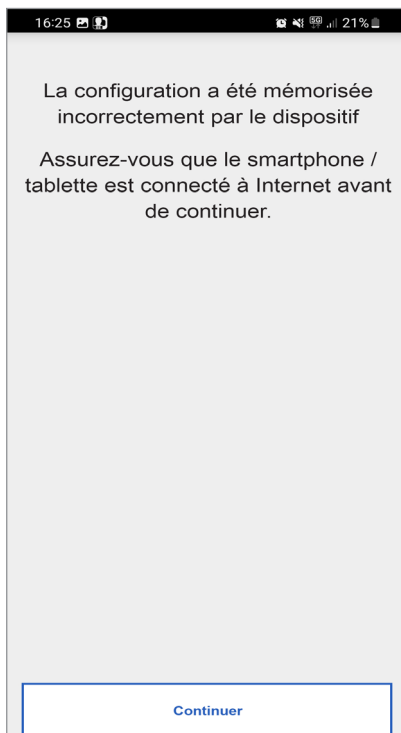 16:25 5G 21%
La configuration a été mémorisée
incorrectement par le dispositif
Assurez-vous que le smartphone /
tablette est connecté à Internet avant
de continuer.
Continuer